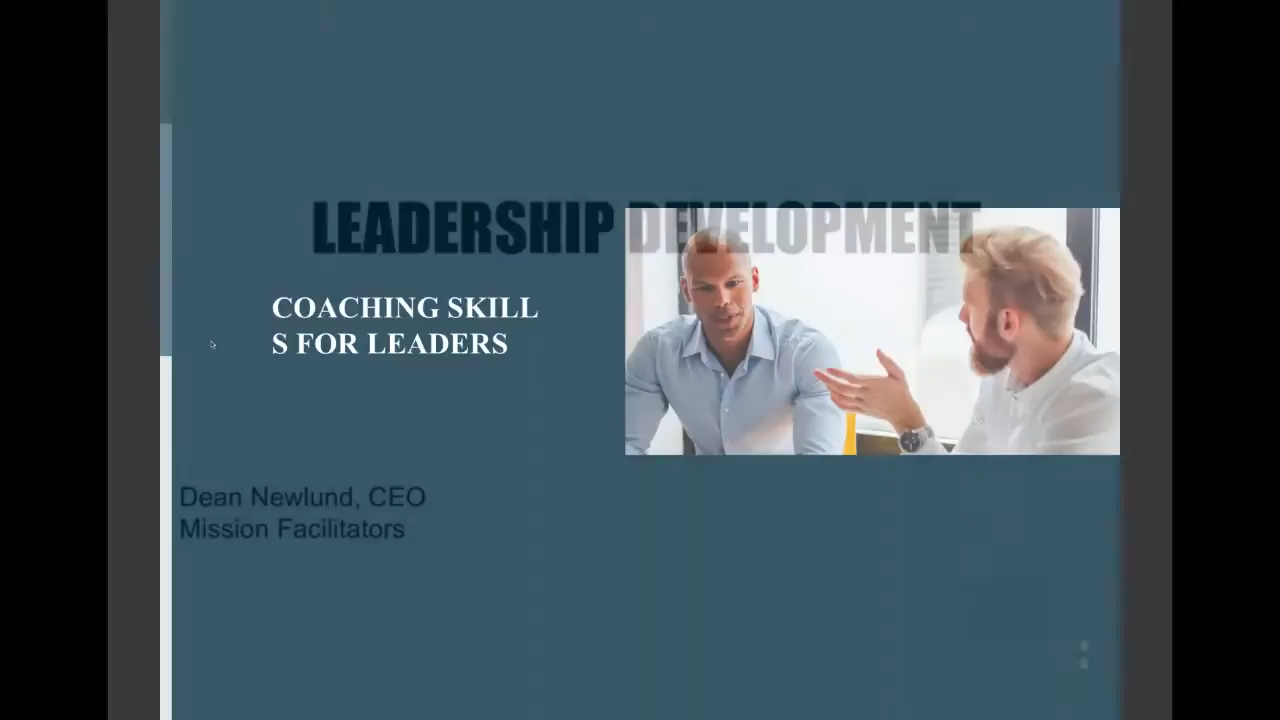 LEADERSHIP DEVELOPMENT
COACHING SKILL
S FOR LEADERS
Dean Newlund, CEO
Mission Facilitators